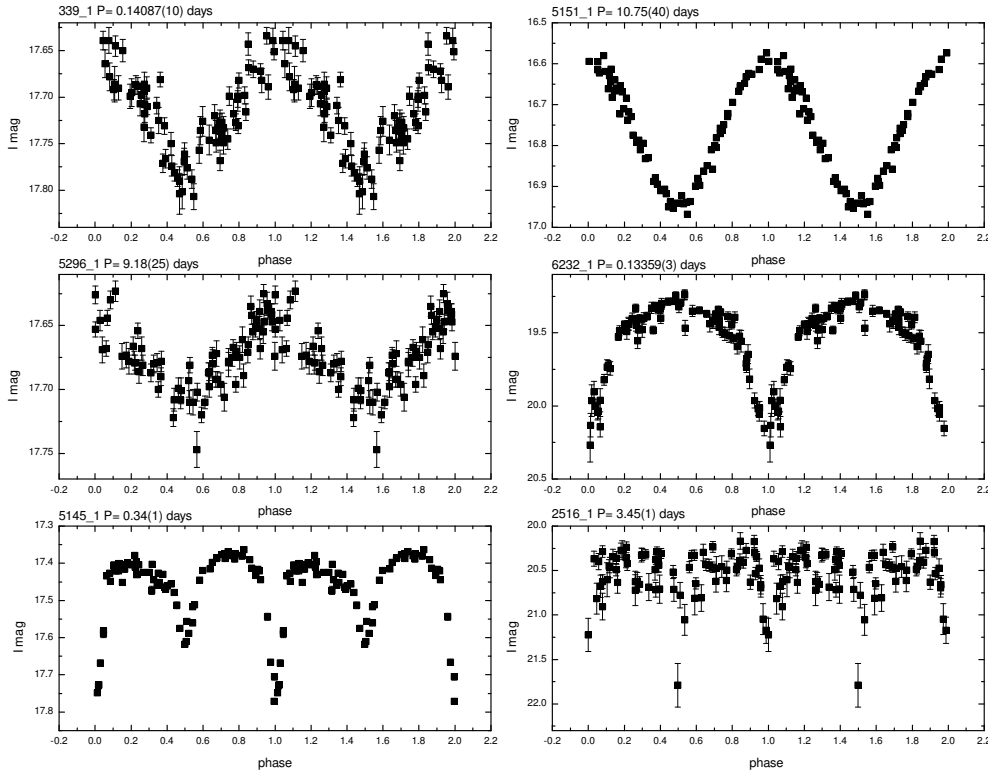 339_1 P= 0.14087(10) days
17.65
17.70
17.75
17.80
I mag
-0.2 0.0 0.2 0.4 0.6 0.8 1.0 1.2 1.4 1.6 1.8 2.0 2.2
phase
5151_1 P= 10.75(40) days
16.5
16.6
16.7
16.8
16.9
17.0
I mag
-0.2 0.0 0.2 0.4 0.6 0.8 1.0 1.2 1.4 1.6 1.8 2.0 2.2
phase
5296_1 P= 9.18(25) days
17.65
17.70
17.75
I mag
-0.2 0.0 0.2 0.4 0.6 0.8 1.0 1.2 1.4 1.6 1.8 2.0 2.2
phase
6232_1 P= 0.13359(3) days
19.5
20.0
20.5
I mag
-0.2 0.0 0.2 0.4 0.6 0.8 1.0 1.2 1.4 1.6 1.8 2.0 2.2
phase
5145_1 P= 0.34(1) days
17.3
17.4
17.5
17.6
17.7
17.8
I mag
-0.2 0.0 0.2 0.4 0.6 0.8 1.0 1.2 1.4 1.6 1.8 2.0 2.2
phase
2516_1 P= 3.45(1) days
20.0
20.5
21.0
21.5
22.0
I mag
-0.2 0.0 0.2 0.4 0.6 0.8 1.0 1.2 1.4 1.6 1.8 2.0 2.2
phase